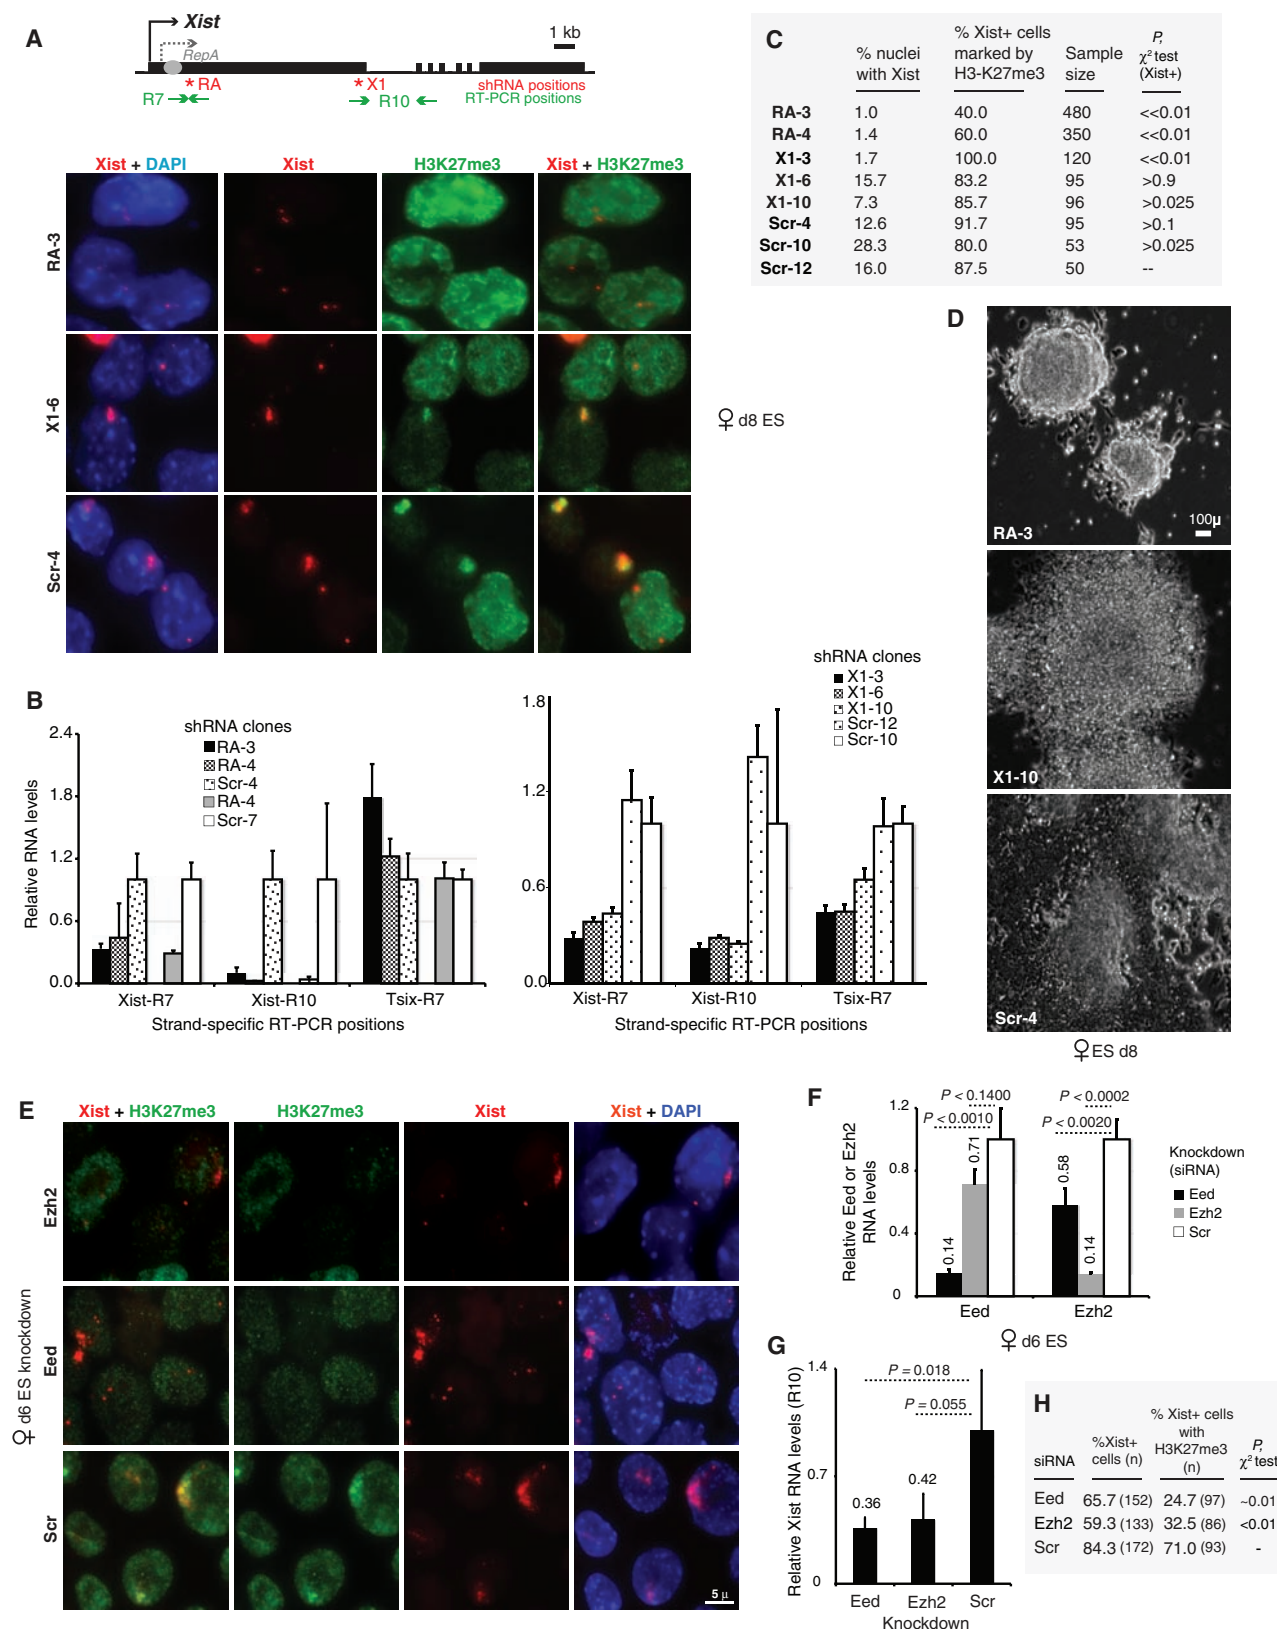 A
Xist
RepA
1 kb
* RA
* X1
shRNA positions
R7
R10
RT-PCR positions
Xist + DAPI
Xist
H3K27me3
Xist + H3K27me3
RA-3
X1-6
Scr-4
♀ d8 ES
C
% nuclei with Xist
% Xist+ cells marked by H3-K27me3
Sample size
P, χ² test (Xist+)
RA-3 1.0 40.0 480 <<0.01
RA-4 1.4 60.0 350 <<0.01
X1-3 1.7 100.0 120 <<0.01
X1-6 15.7 83.2 95 >0.9
X1-10 7.3 85.7 96 >0.025
Scr-4 12.6 91.7 95 >0.1
Scr-10 28.3 80.0 53 >0.025
Scr-12 16.0 87.5 50 --
D
RA-3
100μ
X1-10
Scr-4
♀ ES d8
B
Relative RNA levels
2.4
1.8
1.2
0.6
0.0
shRNA clones
RA-3
RA-4
Scr-4
RA-4
Scr-7
Xist-R7
Xist-R10
Tsix-R7
Strand-specific RT-PCR positions
1.8
1.2
0.6
0.0
shRNA clones
X1-3
X1-6
X1-10
Scr-12
Scr-10
Xist-R7
Xist-R10
Tsix-R7
Strand-specific RT-PCR positions
E
Xist + H3K27me3
H3K27me3
Xist
Xist + DAPI
♀ d6 ES knockdown
Ezh2
Eed
Scr
5 μ
F
Relative Eed or Ezh2 RNA levels
1.2
0.8
0.4
0
P < 0.1400
P < 0.0010
P < 0.0002
P < 0.0020
0.14
0.71
0.58
0.14
Eed
Ezh2
Knockdown (siRNA)
Eed
Ezh2
Scr
♀ d6 ES
G
Relative Xist RNA levels (R10)
1.4
0.7
0
P = 0.018
P = 0.055
0.36
0.42
Eed
Ezh2
Scr
Knockdown
H
siRNA
%Xist+ cells (n)
% Xist+ cells with H3K27me3 (n)
P, χ² test
Eed 65.7 (152) 24.7 (97) ~0.01
Ezh2 59.3 (133) 32.5 (86) <0.01
Scr 84.3 (172) 71.0 (93) -